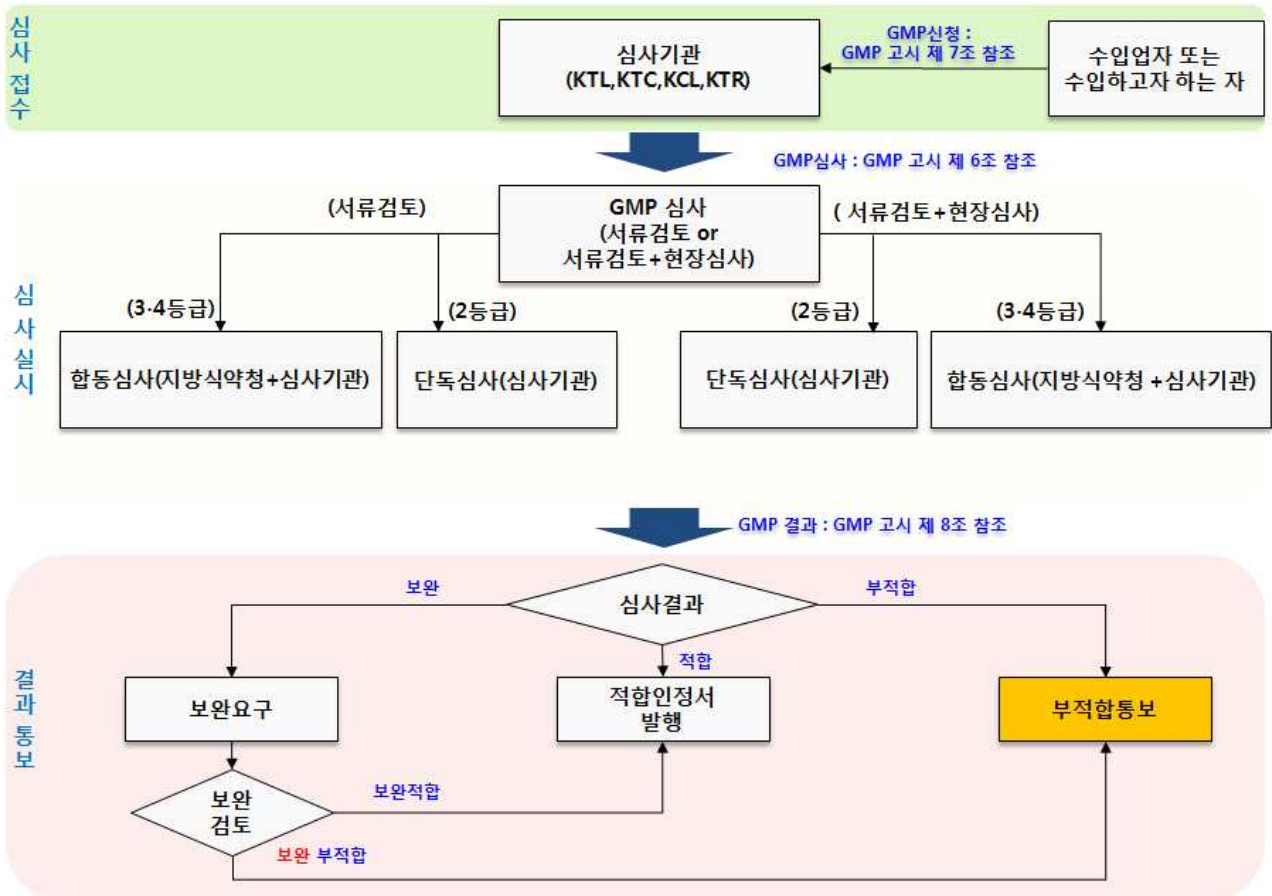 심사 접수
심사기관
(KTL,KTC,KCL,KTR)
GMP신청 :
GMP 고시 제 7조 참조
수입업자 또는
수입하고자 하는 자
GMP심사 : GMP 고시 제 6조 참조
심사실시
(서류검토)
GMP 심사
(서류검토 or
서류검토+현장심사)
( 서류검토+현장심사)
(3·4등급)
(2등급)
(2등급)
(3·4등급)
합동심사(지방식약청+심사기관)
단독심사(심사기관)
단독심사(심사기관)
합동심사(지방식약청 +심사기관)
GMP 결과 : GMP 고시 제 8조 참조
결과 통보
보완
심사결과
부적합
적합
보완요구
적합인정서
발행
부적합통보
보완
검토
보완적합
보완 부적합